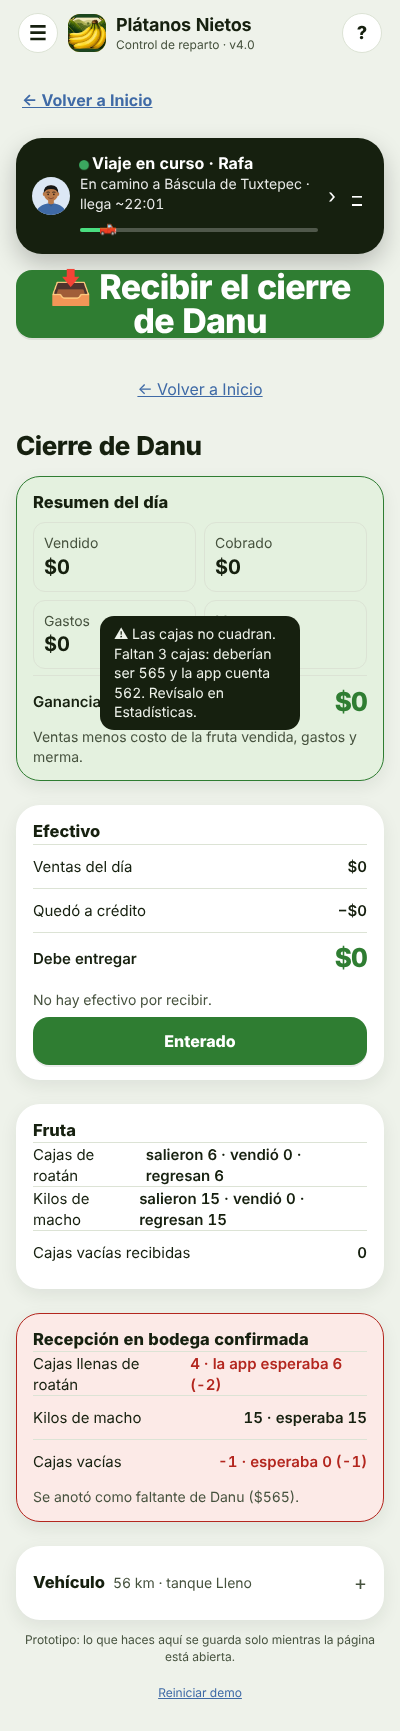 ☰
Plátanos Nietos
Control de reparto · v4.0
?
← Volver a Inicio
Viaje en curso · Rafa
En camino a Báscula de Tuxtepec ·
llega ~22:01
›
📥 Recibir el cierre
de Danu
← Volver a Inicio
Cierre de Danu
Resumen del día
Vendido
$0
Cobrado
$0
Gastos
$0
⚠ Las cajas no cuadran.
Faltan 3 cajas: deberían
ser 565 y la app cuenta
562. Revísalo en
Estadísticas.
Ganancia
$0
Ventas menos costo de la fruta vendida, gastos y
merma.
Efectivo
Ventas del día
$0
Quedó a crédito
−$0
Debe entregar
$0
No hay efectivo por recibir.
Enterado
Fruta
Cajas de
roatán
salieron 6 · vendió 0 ·
regresan 6
Kilos de
macho
salieron 15 · vendió 0 ·
regresan 15
Cajas vacías recibidas
0
Recepción en bodega confirmada
Cajas llenas de
roatán
4 · la app esperaba 6
(-2)
Kilos de macho
15 · esperaba 15
Cajas vacías
-1 · esperaba 0 (-1)
Se anotó como faltante de Danu ($565).
Vehículo 56 km · tanque Lleno
+
Prototipo: lo que haces aquí se guarda solo mientras la página
está abierta.
Reiniciar demo